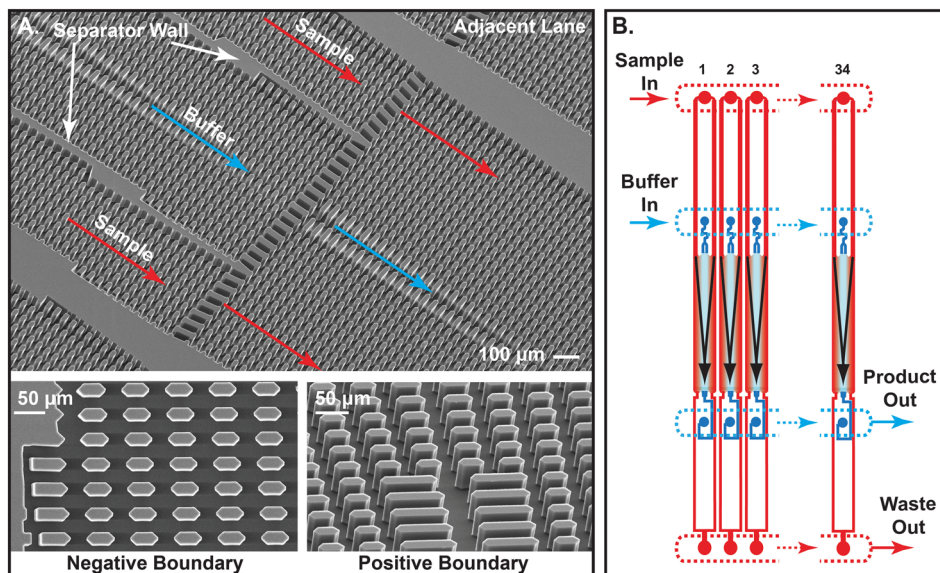 A.
Separator Wall
Sample
Adjacent Lane
Buffer
Sample
100 µm
50 µm
Negative Boundary
50 µm
Positive Boundary
B.
Sample
In
1 2 3 34
Buffer
In
Product
Out
Waste
Out